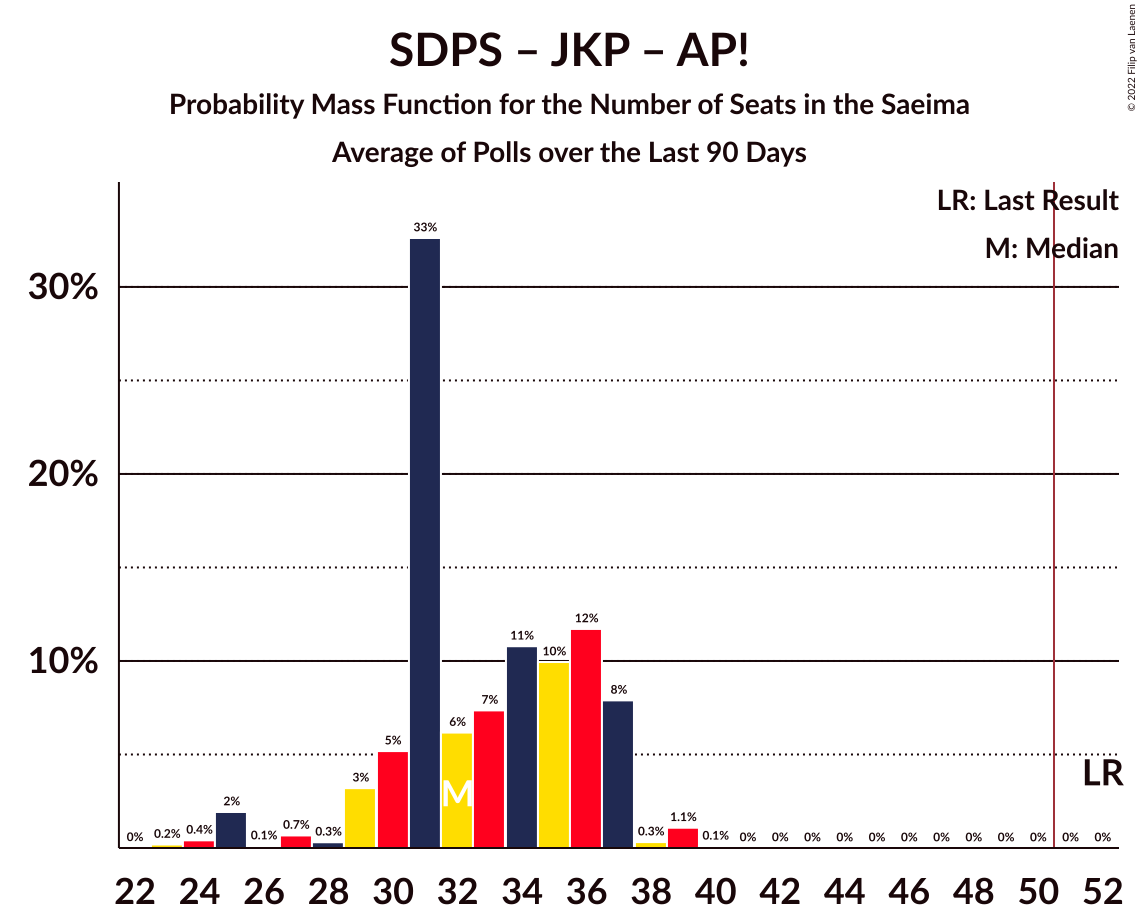 SDPS – JKP – AP!
Probability Mass Function for the Number of Seats in the Saeima
Average of Polls over the Last 90 Days
© 2022 Filip van Laenen
LR: Last Result
M: Median
30%
20%
10%
0% 0.2% 0.4% 2% 0.1% 0.7% 0.3% 3% 5% 33% 6% 7% 11% 10% 12% 8% 0.3% 1.1% 0.1% 0% 0% 0% 0% 0% 0% 0% 0% 0% 0% 0% 0%
M
LR
22 24 26 28 30 32 34 36 38 40 42 44 46 48 50 52